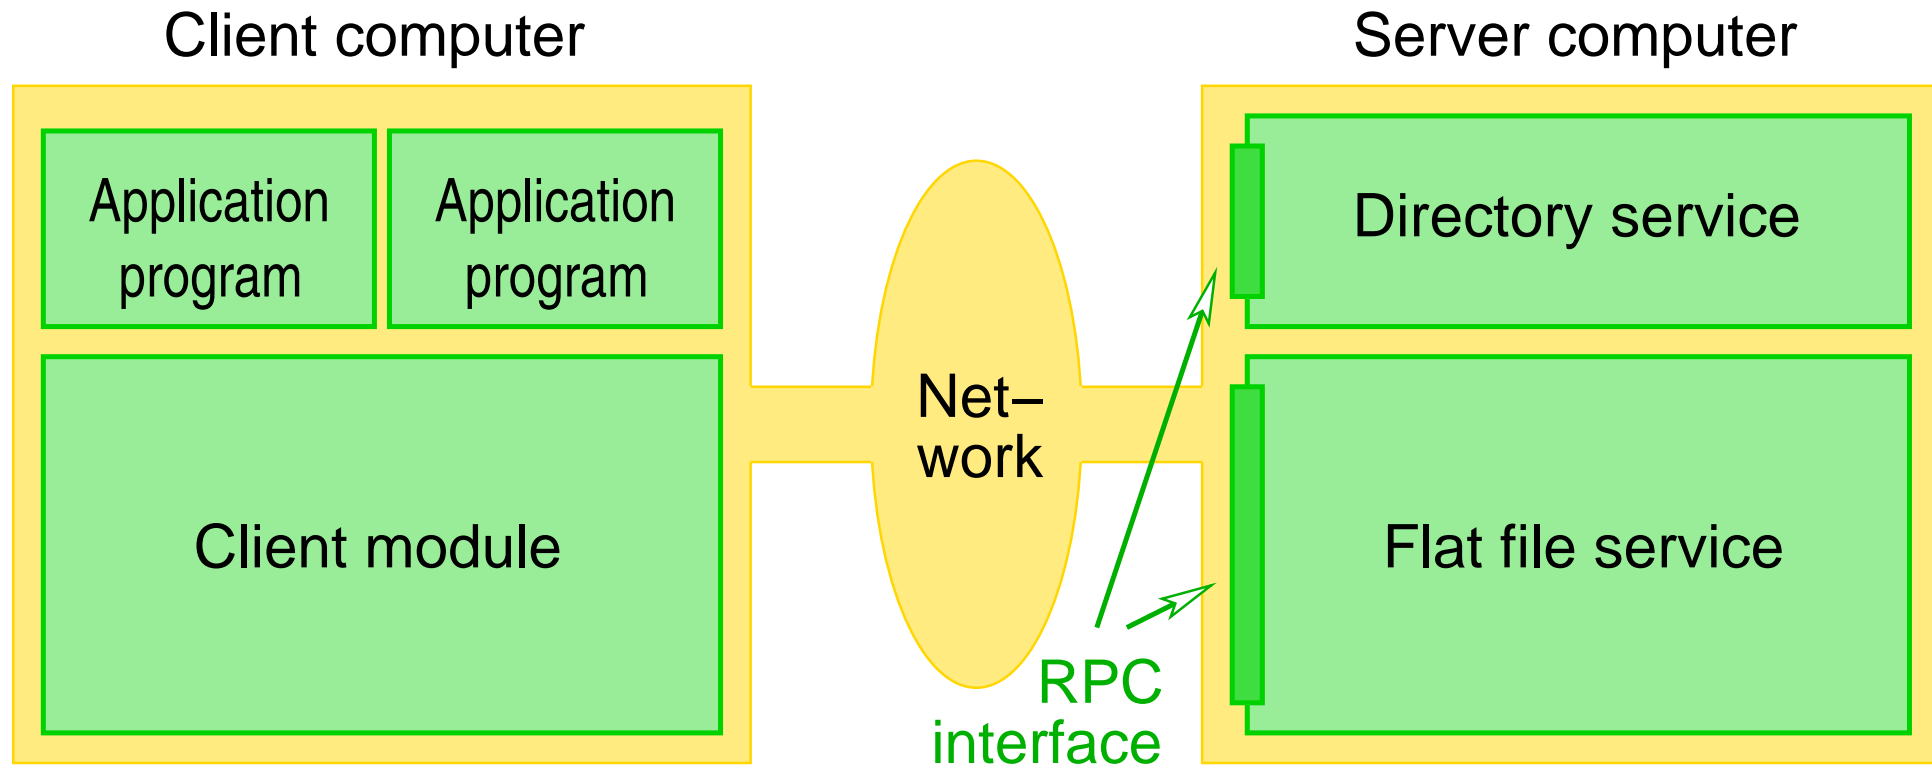 Client computer
Server computer
Application
program
Application
program
Directory service
Net–
work
Client module
Flat file service
RPC
interface